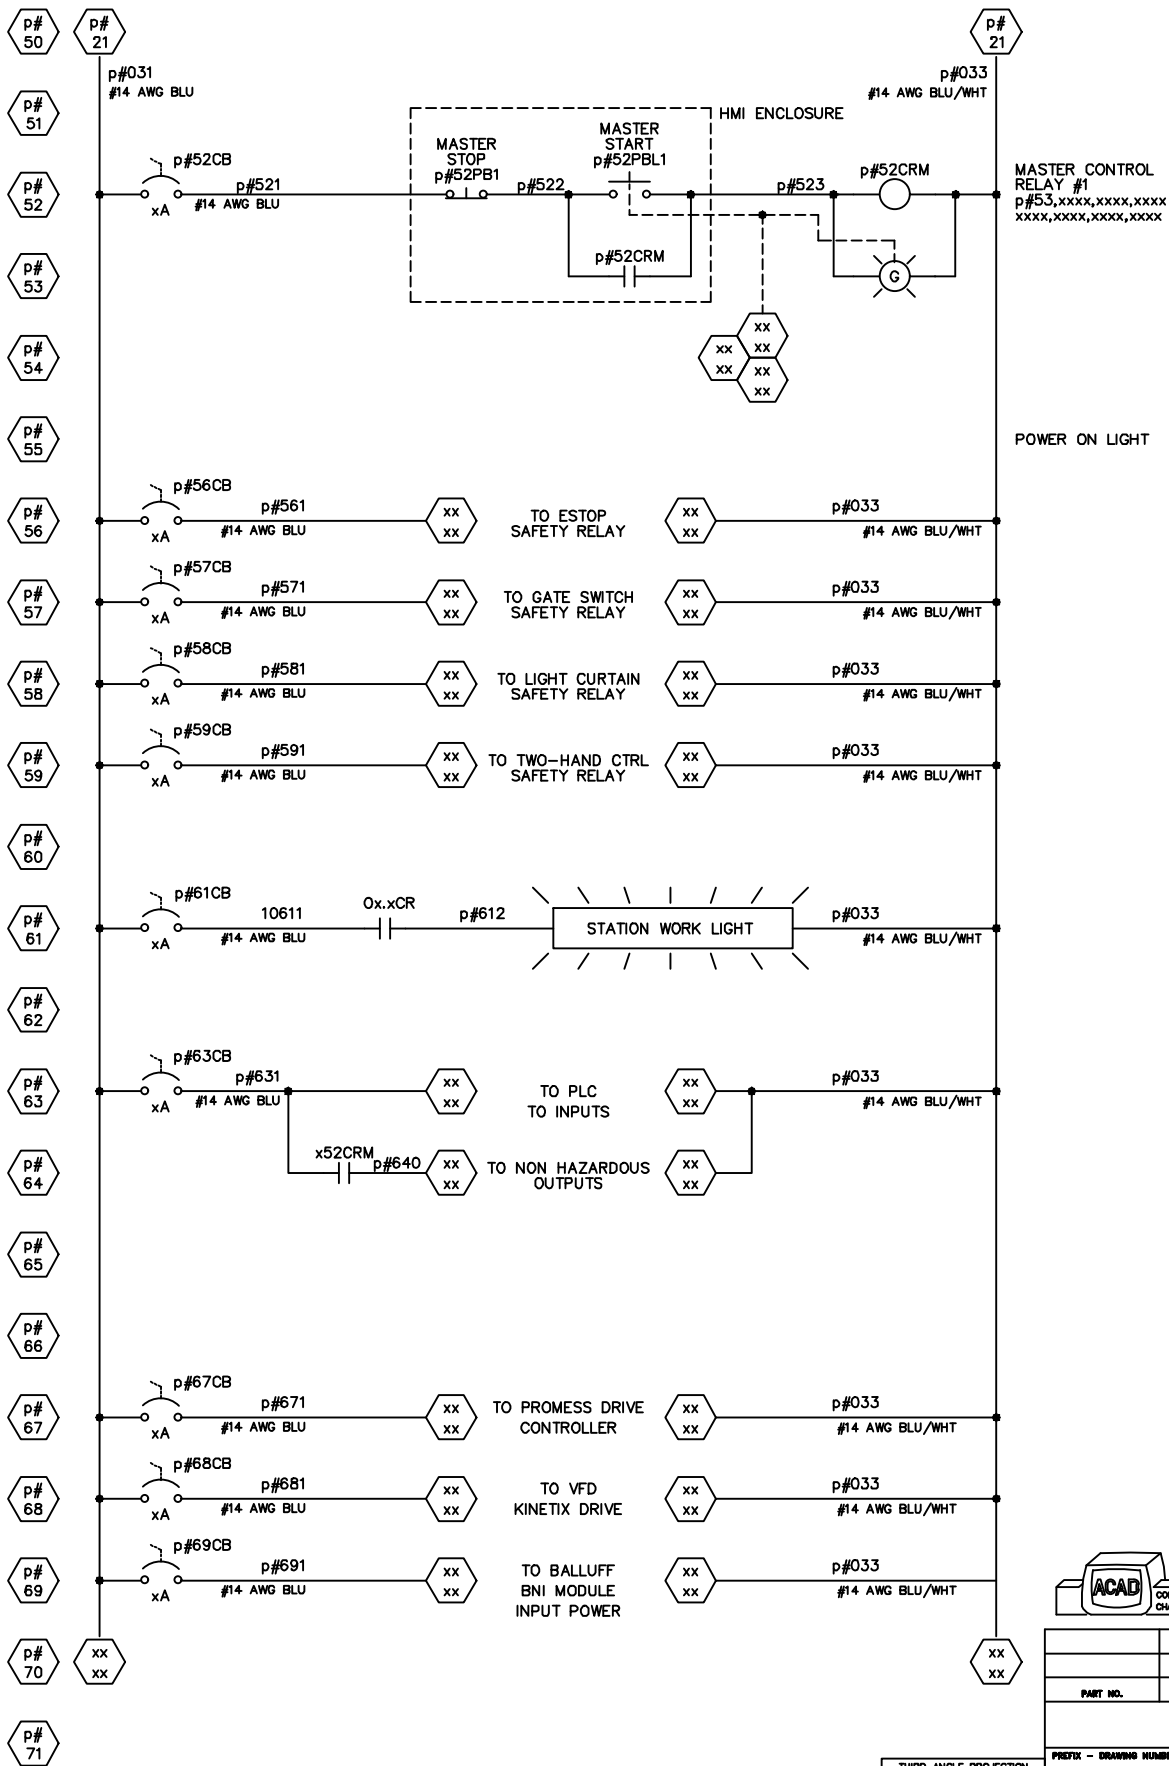 p#
50
p#
21
p#
21
p#031
#14 AWG BLU
p#033
#14 AWG BLU/WHT
p#
51
HMI ENCLOSURE
MASTER
STOP
p#52PB1
MASTER
START
p#52PBL1
p#52CB
xA
p#521
#14 AWG BLU
p#522
p#523
p#52CRM
MASTER CONTROL
RELAY #1
p#53,xxxx,xxxx,xxxx
xxxx,xxxx,xxxx,xxxx
p#
52
p#
53
p#52CRM
G
p#
54
xx
xx
xx
xx
xx
xx
p#
55
POWER ON LIGHT
p#
56
p#56CB
xA
p#561
#14 AWG BLU
xx
xx
TO ESTOP
SAFETY RELAY
xx
xx
p#033
#14 AWG BLU/WHT
p#
57
p#57CB
xA
p#571
#14 AWG BLU
xx
xx
TO GATE SWITCH
SAFETY RELAY
xx
xx
p#033
#14 AWG BLU/WHT
p#
58
p#58CB
xA
p#581
#14 AWG BLU
xx
xx
TO LIGHT CURTAIN
SAFETY RELAY
xx
xx
p#033
#14 AWG BLU/WHT
p#
59
p#59CB
xA
p#591
#14 AWG BLU
xx
xx
TO TWO-HAND CTRL
SAFETY RELAY
xx
xx
p#033
#14 AWG BLU/WHT
p#
60
p#
61
p#61CB
xA
10611
#14 AWG BLU
Ox.xCR
p#612
STATION WORK LIGHT
p#033
#14 AWG BLU/WHT
p#
62
p#
63
p#63CB
xA
p#631
#14 AWG BLU
xx
xx
TO PLC
TO INPUTS
xx
xx
p#033
#14 AWG BLU/WHT
p#
64
x52CRM
p#640
xx
xx
TO NON HAZARDOUS
OUTPUTS
xx
xx
p#
65
p#
66
p#
67
p#67CB
xA
p#671
#14 AWG BLU
xx
xx
TO PROMESS DRIVE
CONTROLLER
xx
xx
p#033
#14 AWG BLU/WHT
p#
68
p#68CB
xA
p#681
#14 AWG BLU
xx
xx
TO VFD
KINETIX DRIVE
xx
xx
p#033
#14 AWG BLU/WHT
p#
69
p#69CB
xA
p#691
#14 AWG BLU
xx
xx
TO BALLUFF
BNI MODULE
INPUT POWER
xx
xx
p#033
#14 AWG BLU/WHT
ACAD
p#
70
xx
xx
xx
xx
PART NO.
p#
71
PREFIX - DRAWING
THIRD ANGLE PROJECTION